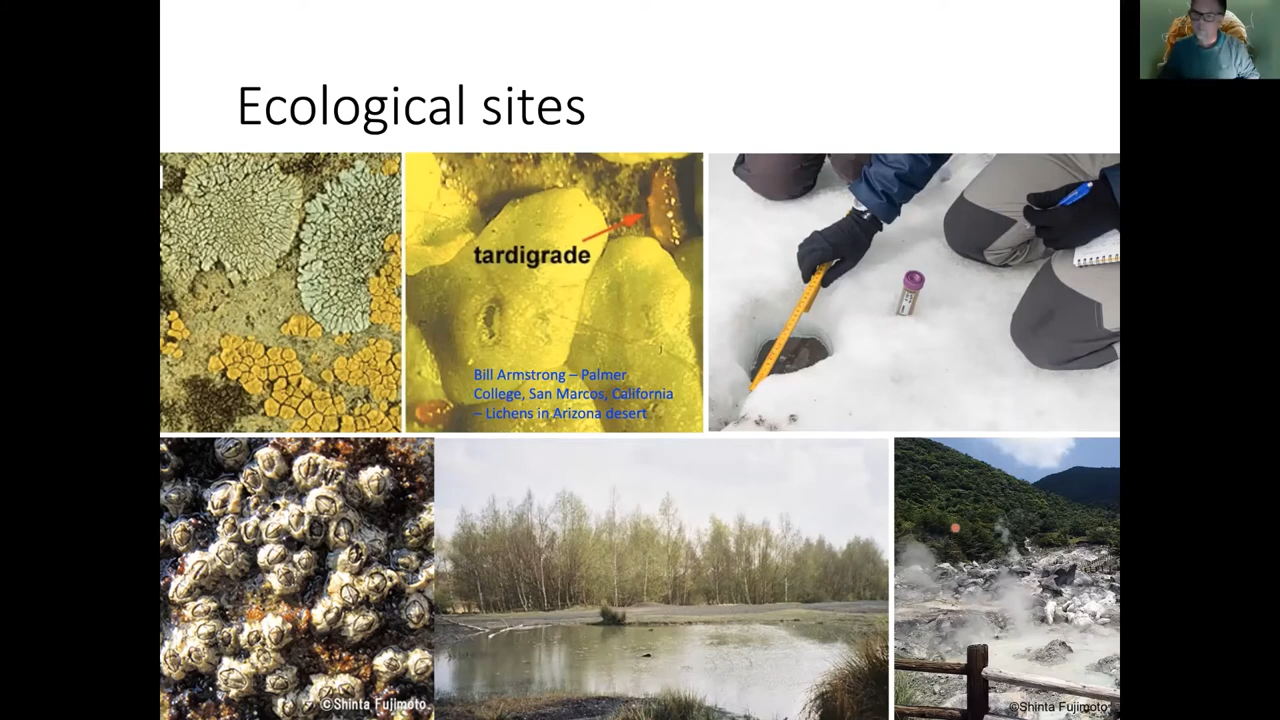 Ecological sites
tardigrade
Bill Armstrong – Palmer
College, San Marcos, California
– Lichens in Arizona desert
©Shinta Fujimoto
©Shinta Fujimoto